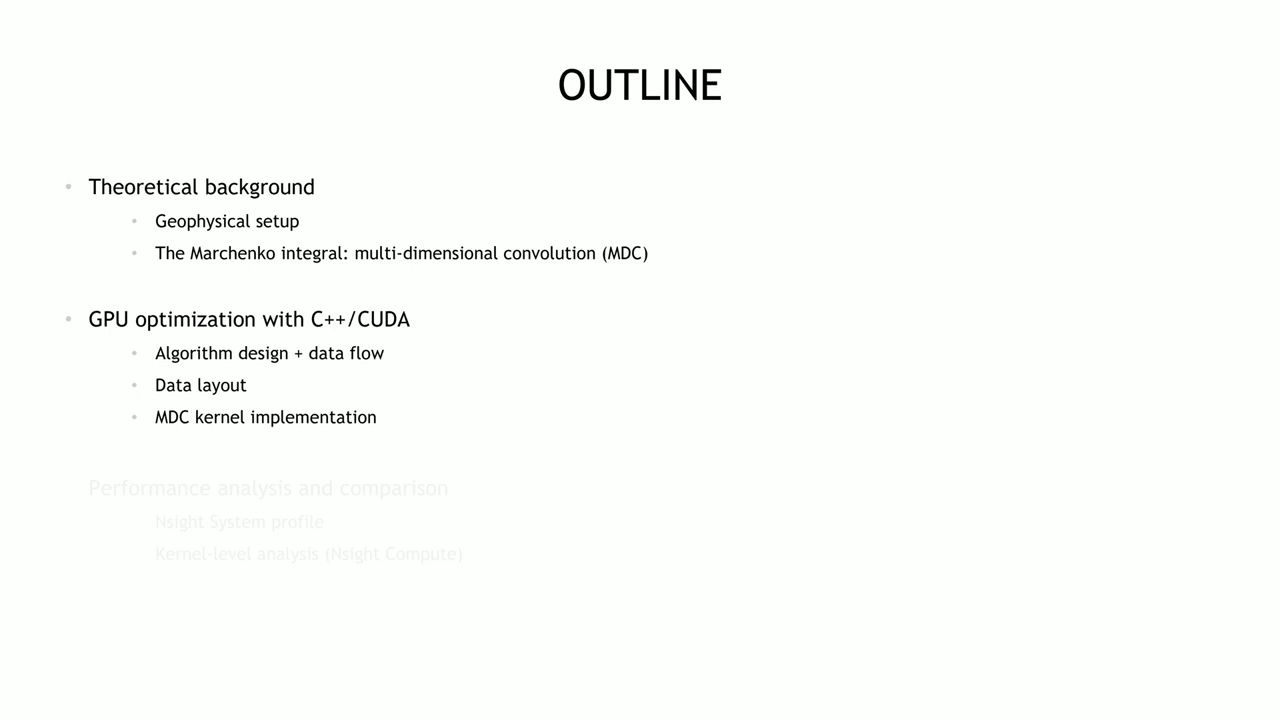 OUTLINE
• Theoretical background
• Geophysical setup
• The Marchenko integral: multi-dimensional convolution (MDC)
• GPU optimization with C++/CUDA
• Algorithm design + data flow
• Data layout
• MDC kernel implementation
Performance analysis and comparison
Nsight System profile
Kernel-level analysis (Nsight Compute)